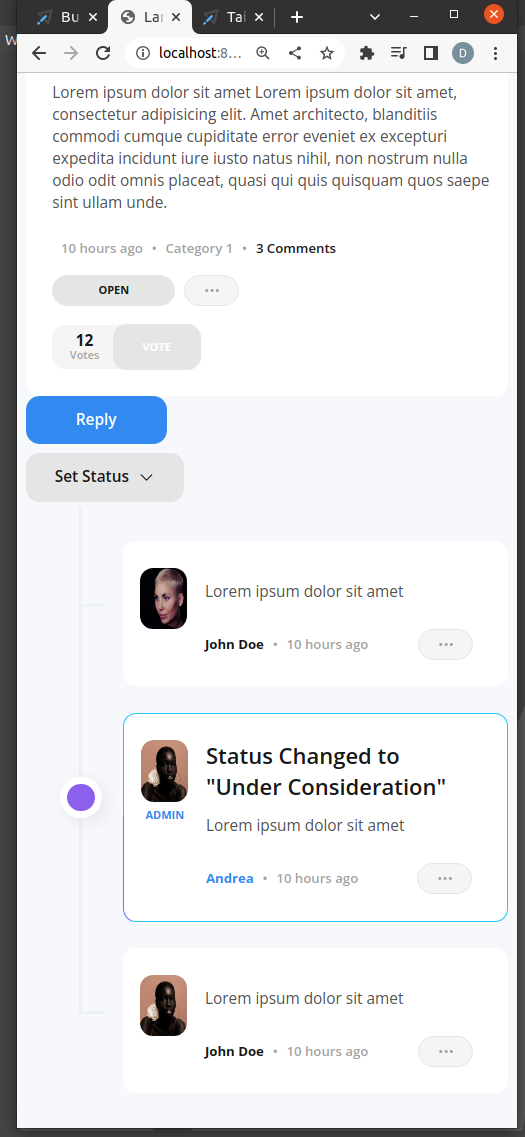 Bu
Lar
Tai
W
localhost:8...
D
Lorem ipsum dolor sit amet Lorem ipsum dolor sit amet,
consectetur adipisicing elit. Amet architecto, blanditiis
commodi cumque cupiditate error eveniet ex excepturi
expedita incidunt iure iusto natus nihil, non nostrum nulla
odio odit omnis placeat, quasi qui quis quisquam quos saepe
sint ullam unde.
10 hours ago • Category 1 • 3 Comments
OPEN
12
Votes
VOTE
Reply
Set Status
Lorem ipsum dolor sit amet
John Doe • 10 hours ago
Status Changed to
"Under Consideration"
ADMIN
Lorem ipsum dolor sit amet
Andrea • 10 hours ago
Lorem ipsum dolor sit amet
John Doe • 10 hours ago